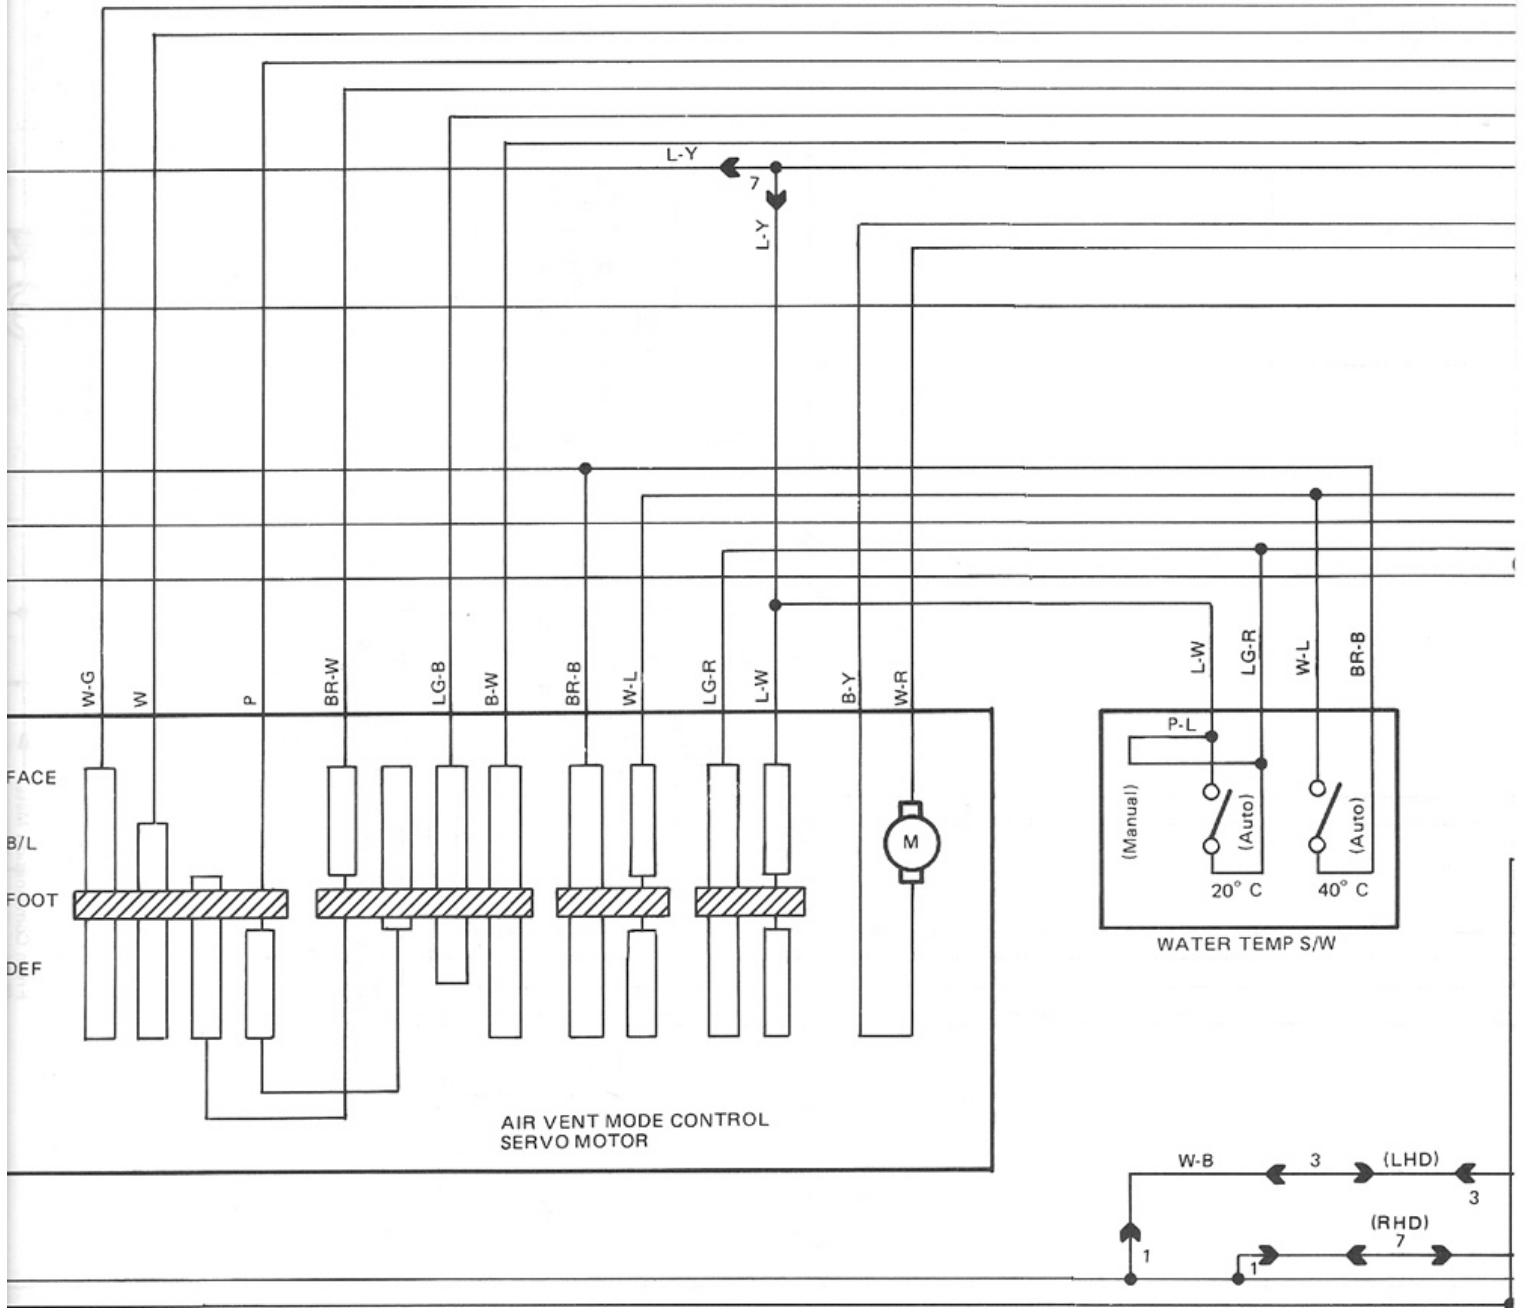 L-Y
7
L-Y
W-G
W
P
BR-W
LG-B
B-W
BR-B
W-L
LG-R
L-W
B-Y
W-R
L-W
LG-R
W-L
BR-B
P-L
FACE
B/L
FOOT
DEF
M
(Manual)
(Auto)
(Auto)
20° C
40° C
WATER TEMP S/W
AIR VENT MODE CONTROL
SERVO MOTOR
W-B
3
(LHD)
3
(RHD)
7
1
1